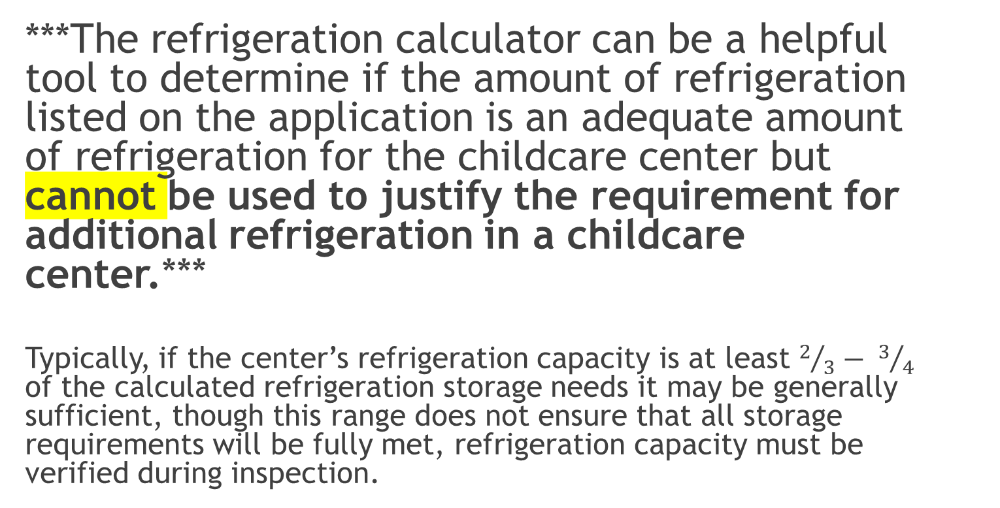 ***The refrigeration calculator can be a helpful
tool to determine if the amount of refrigeration
listed on the application is an adequate amount
of refrigeration for the childcare center but
cannot be used to justify the requirement for
additional refrigeration in a childcare
center.***
Typically, if the center’s refrigeration capacity is at least 2/3 – 3/4
of the calculated refrigeration storage needs it may be generally
sufficient, though this range does not ensure that all storage
requirements will be fully met, refrigeration capacity must be
verified during inspection.